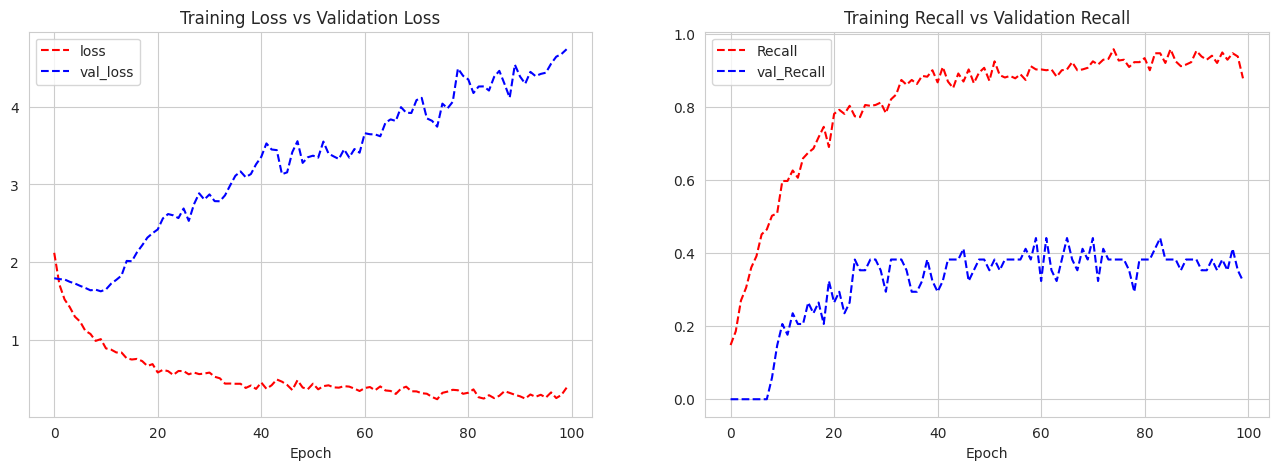 Training Loss vs Validation Loss
loss
val_loss
4
3
2
1
0
20
40
60
80
100
Epoch
Training Recall vs Validation Recall
Recall
val_Recall
1.0
0.8
0.6
0.4
0.2
0.0
0
20
40
60
80
100
Epoch